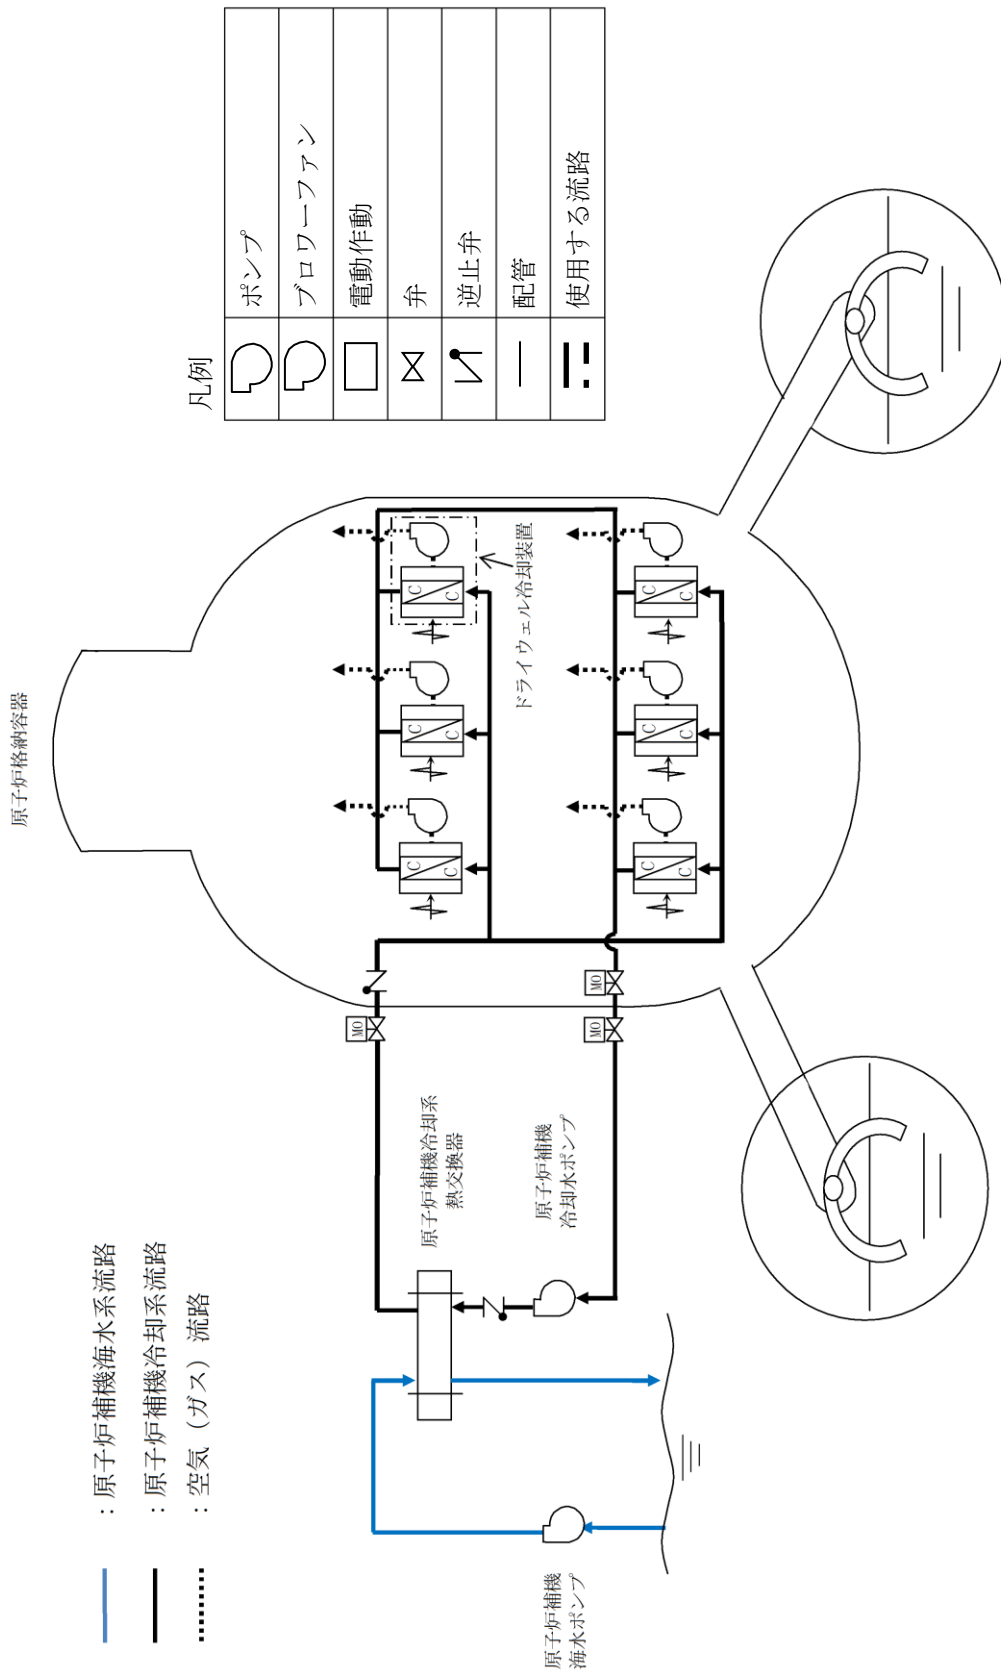 原子炉格納容器
：原子炉補機海水系流路
：原子炉補機冷却系流路
：空気（ガス）流路
凡例
ポンプ
ブロワーファン
電動作動
弁
逆止弁
配管
使用する流路
MO
MO
MO
C
C
C
C
C
C
ドライウェル冷却装置
C
C
C
C
C
C
原子炉補機冷却系
熱交換器
原子炉補機
冷却水ポンプ
原子炉補機
海水ポンプ